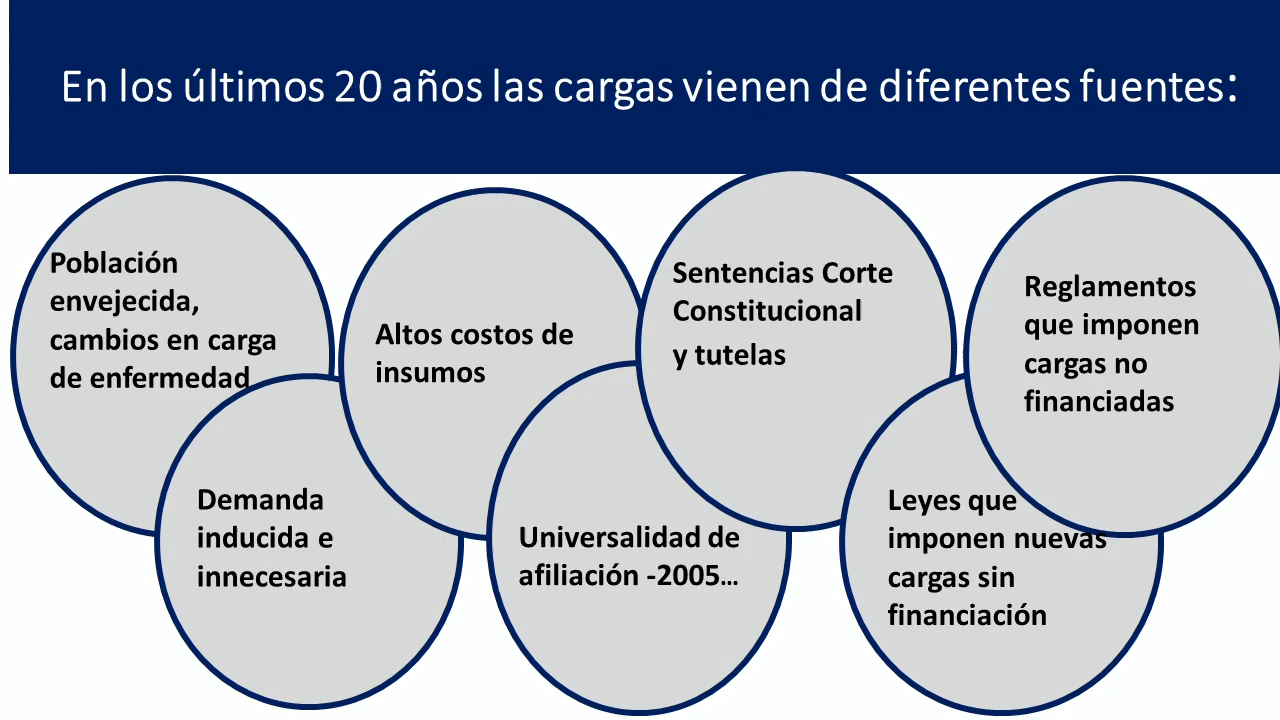 En los últimos 20 años las cargas vienen de diferentes fuentes:
Población
envejecida,
cambios en carga
de enfermedad
Demanda
inducida e
innecesaria
Altos costos de
insumos
Universalidad de
afiliación -2005…
Sentencias Corte
Constitucional
y tutelas
Leyes que
imponen nuevas
cargas sin
financiación
Reglamentos
que imponen
cargas no
financiadas